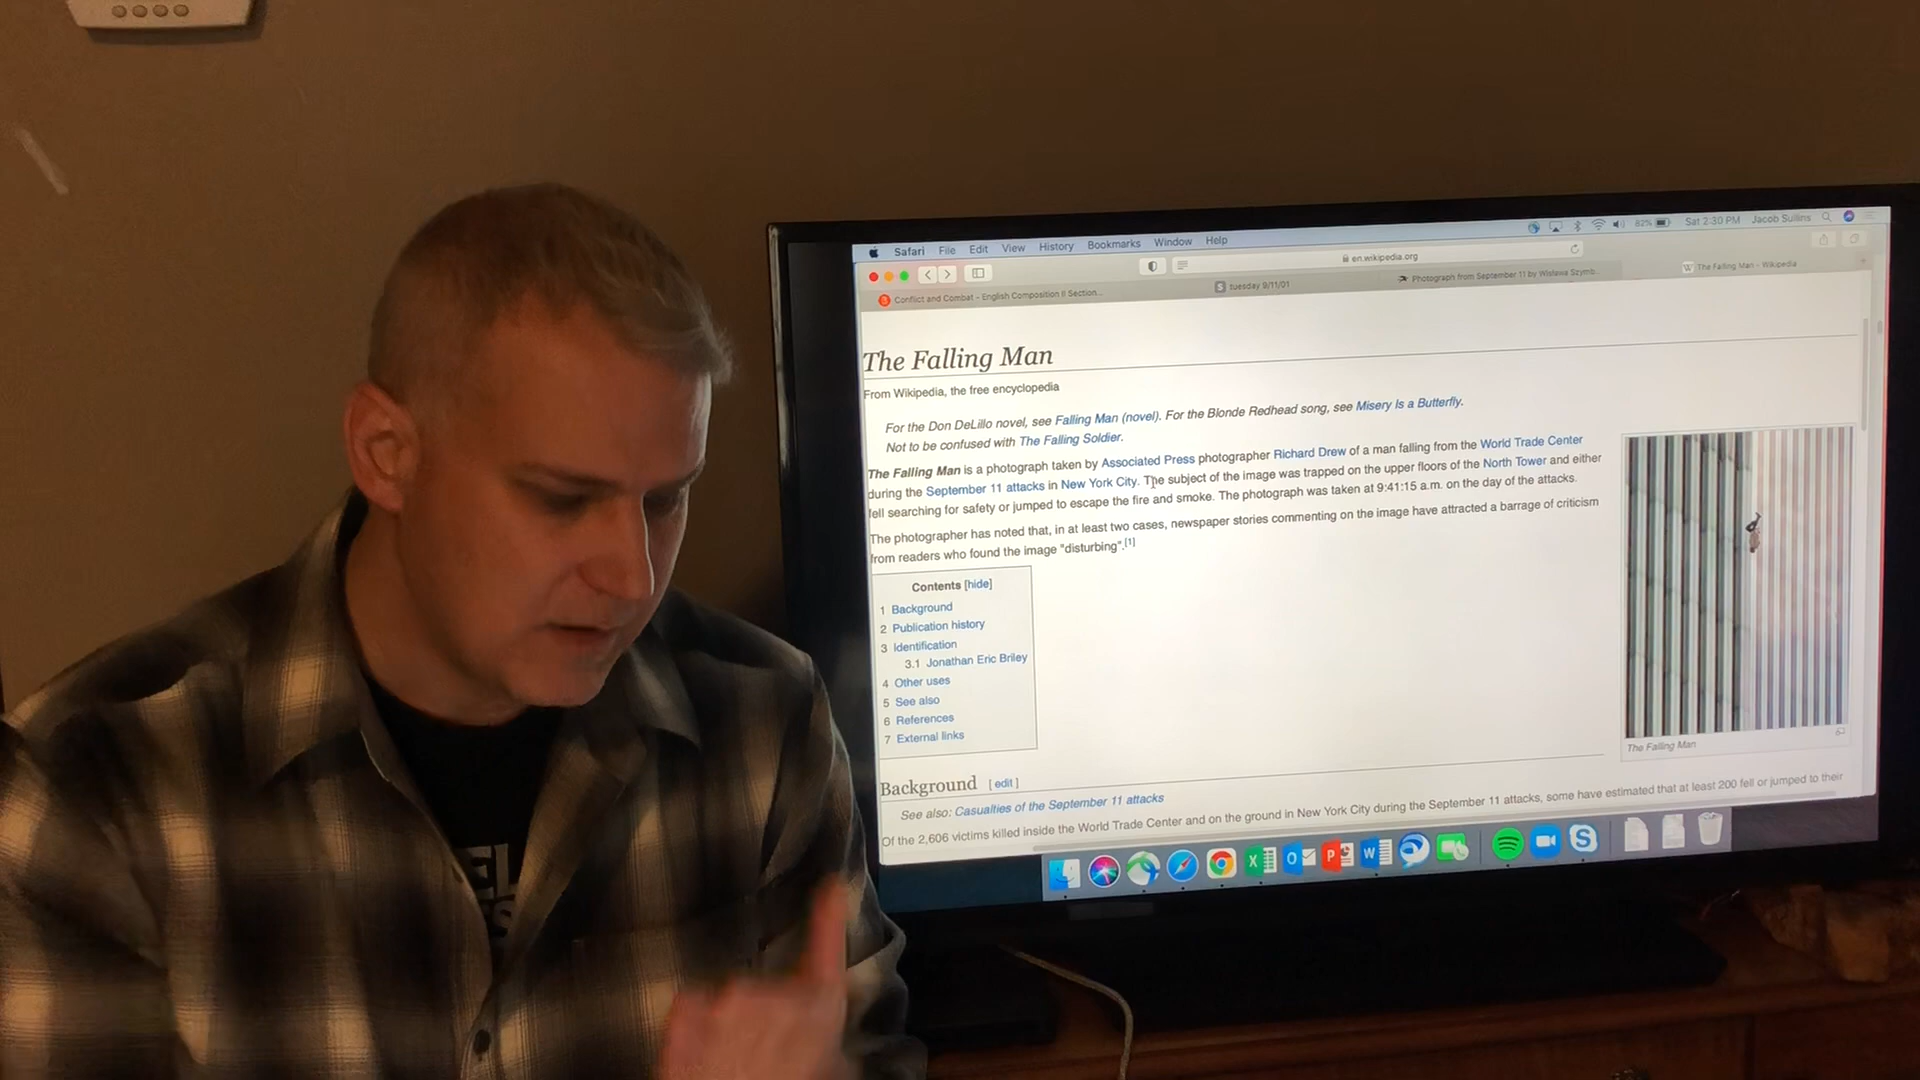 Safari File Edit View History Bookmarks Window Help
82% Sat 2:30 PM Jacob Sullins
en.wikipedia.org
Conflict and Combat - English Composition II Section...
tuesday 9/11/01
Photograph from September 11 by Wisława Szymb...
The Falling Man - Wikipedia
The Falling Man
From Wikipedia, the free encyclopedia
For the Don DeLillo novel, see Falling Man (novel). For the Blonde Redhead song, see Misery Is a Butterfly.
Not to be confused with The Falling Soldier.
The Falling Man is a photograph taken by Associated Press photographer Richard Drew of a man falling from the World Trade Center
during the September 11 attacks in New York City. The subject of the image was trapped on the upper floors of the North Tower and either
fell searching for safety or jumped to escape the fire and smoke. The photograph was taken at 9:41:15 a.m. on the day of the attacks.
The photographer has noted that, in at least two cases, newspaper stories commenting on the image have attracted a barrage of criticism
from readers who found the image "disturbing".[1]
Contents [hide]
1 Background
2 Publication history
3 Identification
3.1 Jonathan Eric Briley
4 Other uses
5 See also
6 References
7 External links
The Falling Man
Background [ edit ]
See also: Casualties of the September 11 attacks
Of the 2,606 victims killed inside the World Trade Center and on the ground in New York City during the September 11 attacks, some have estimated that at least 200 fell or jumped to their